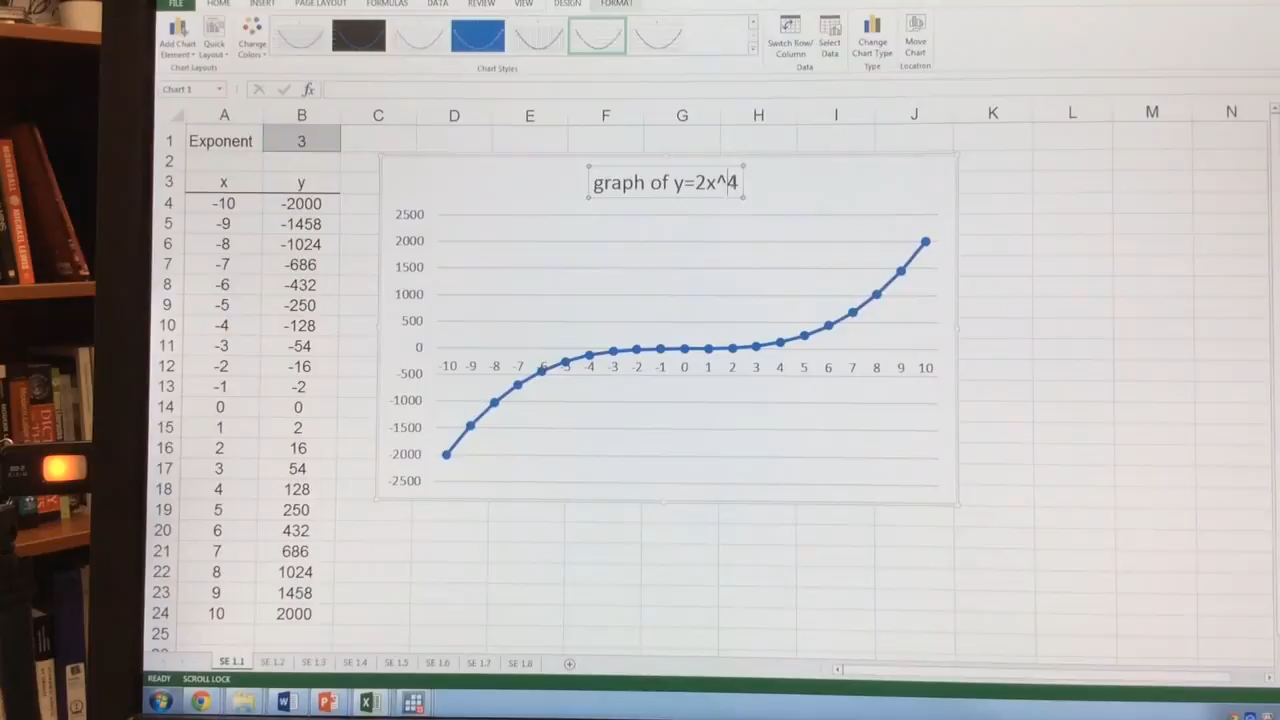 FILE HOME INSERT PAGE LAYOUT FORMULAS DATA REVIEW VIEW DESIGN FORMAT
Add Chart Element Quick Layout Change Colors Switch Row/ Column Select Data Change Chart Type Move Chart
Chart Layouts Chart Styles Data Type Location
Chart 1 fx
A B C D E F G H I J K L M N
1 Exponent 3
2
3 x y
4 -10 -2000
5 -9 -1458
6 -8 -1024
7 -7 -686
8 -6 -432
9 -5 -250
10 -4 -128
11 -3 -54
12 -2 -16
13 -1 -2
14 0 0
15 1 2
16 2 16
17 3 54
18 4 128
19 5 250
20 6 432
21 7 686
22 8 1024
23 9 1458
24 10 2000
25
graph of y=2x^4
2500
2000
1500
1000
500
0
-10 -9 -8 -7 -6 -5 -4 -3 -2 -1 0 1 2 3 4 5 6 7 8 9 10
-500
-1000
-1500
-2000
-2500
SE 1.1 SE 1.2 SE 1.3 SE 1.4 SE 1.5 SE 1.6 SE 1.7 SE 1.8
READY SCROLL LOCK
MONEYBALL
MICHAEL LEWIS